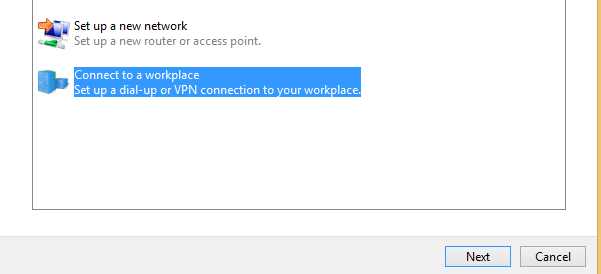 Set up a new network
Set up a new router or access point.
Connect to a workplace
Set up a dial-up or VPN connection to your workplace.
Next
Cancel